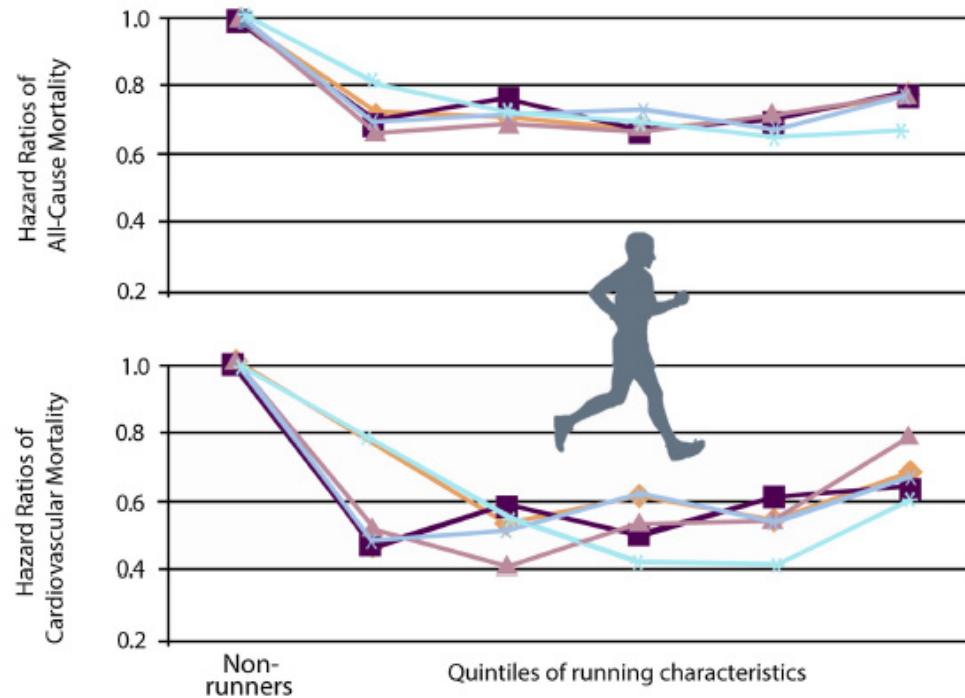 Hazard Ratios of
All-Cause Mortality
1.0
0.8
0.6
0.4
0.2
Hazard Ratios of
Cardiovascular Mortality
1.0
0.8
0.6
0.4
0.2
Non-
runners
Quintiles of running characteristics